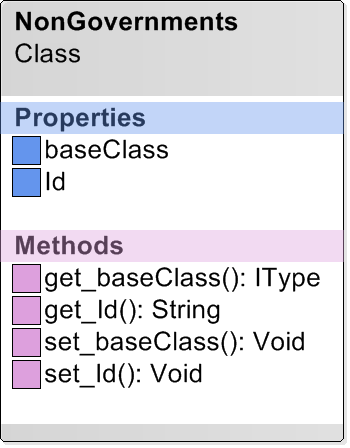 NonGovernments
Class
Properties
baseClass
Id
Methods
get_baseClass(): IType
get_Id(): String
set_baseClass(): Void
set_Id(): Void